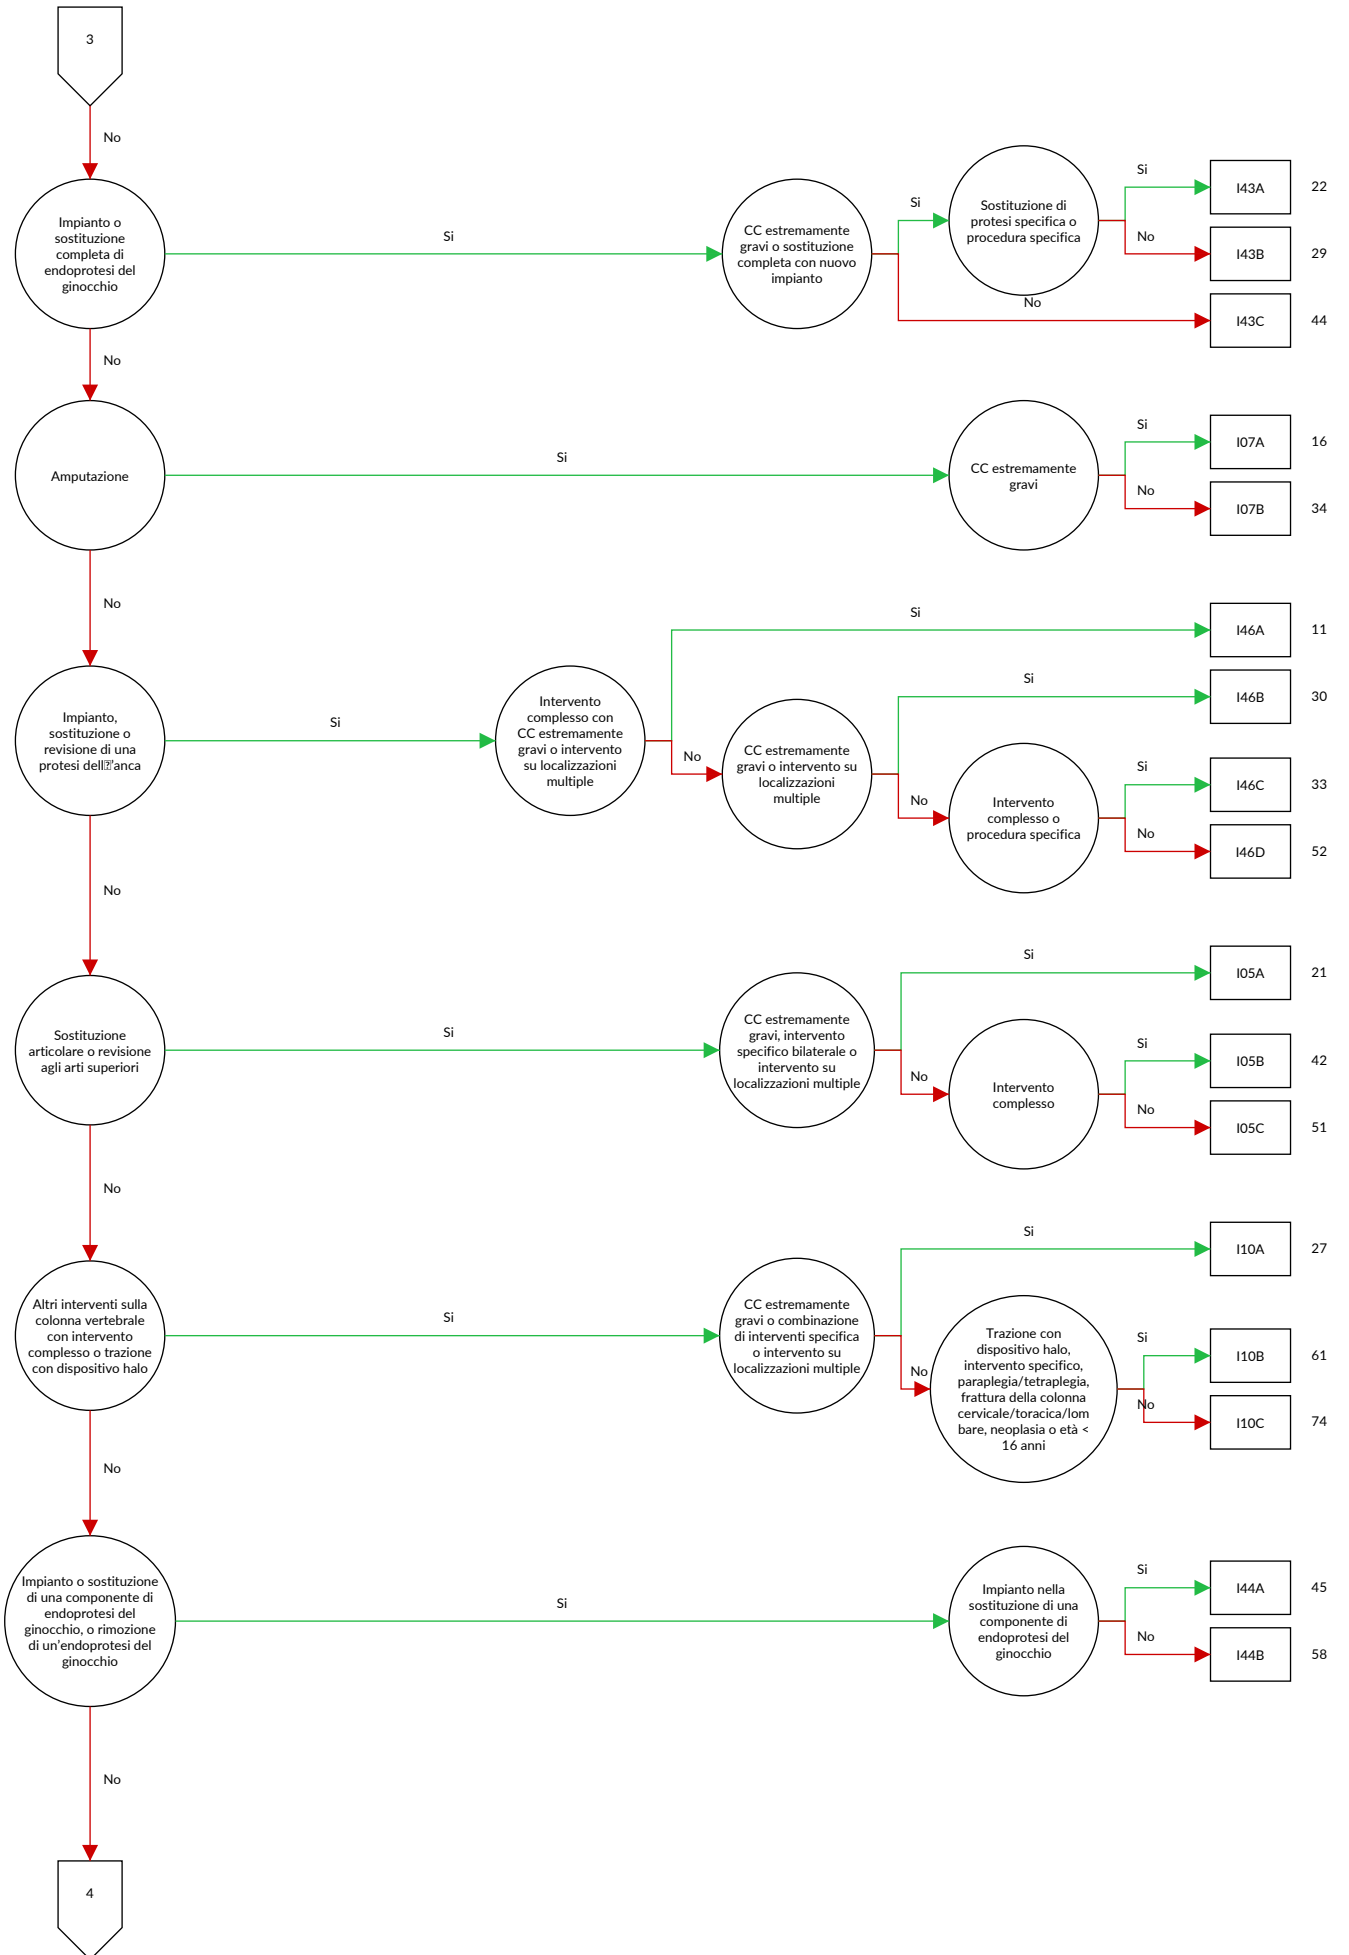 3
No
Impianto o
sostituzione
completa di
endoprotesi del
ginocchio
Si
CC estremamente
gravi o sostituzione
completa con nuovo
impianto
Si
Sostituzione di
protesi specifica o
procedura specifica
Si
I43A 22
No
I43B 29
No
I43C 44
No
Amputazione
Si
CC estremamente
gravi
Si
I07A 16
No
I07B 34
No
Impianto,
sostituzione o
revisione di una
protesi dell'anca
Si
Intervento
complesso con
CC estremamente
gravi o intervento
su localizzazioni
multiple
Si
I46A 11
No
CC estremamente
gravi o intervento su
localizzazioni
multiple
Si
I46B 30
No
Intervento
complesso o
procedura specifica
Si
I46C 33
No
I46D 52
No
Sostituzione
articolare o revisione
agli arti superiori
Si
CC estremamente
gravi, intervento
specifico bilaterale o
intervento su
localizzazioni multiple
Si
I05A 21
No
Intervento
complesso
Si
I05B 42
No
I05C 51
No
Altri interventi sulla
colonna vertebrale
con intervento
complesso o trazione
con dispositivo halo
Si
CC estremamente
gravi o combinazione
di interventi specifica
o intervento su
localizzazioni multiple
Si
I10A 27
No
Trazione con
dispositivo halo,
intervento specifico,
paraplegia/tetraplegia,
frattura della colonna
cervicale/toracica/lom
bare, neoplasia o età <
16 anni
Si
I10B 61
No
I10C 74
No
Impianto o sostituzione
di una componente di
endoprotesi del
ginocchio, o rimozione
di un'endoprotesi del
ginocchio
Si
Impianto nella
sostituzione di una
componente di
endoprotesi del
ginocchio
Si
I44A 45
No
I44B 58
No
4